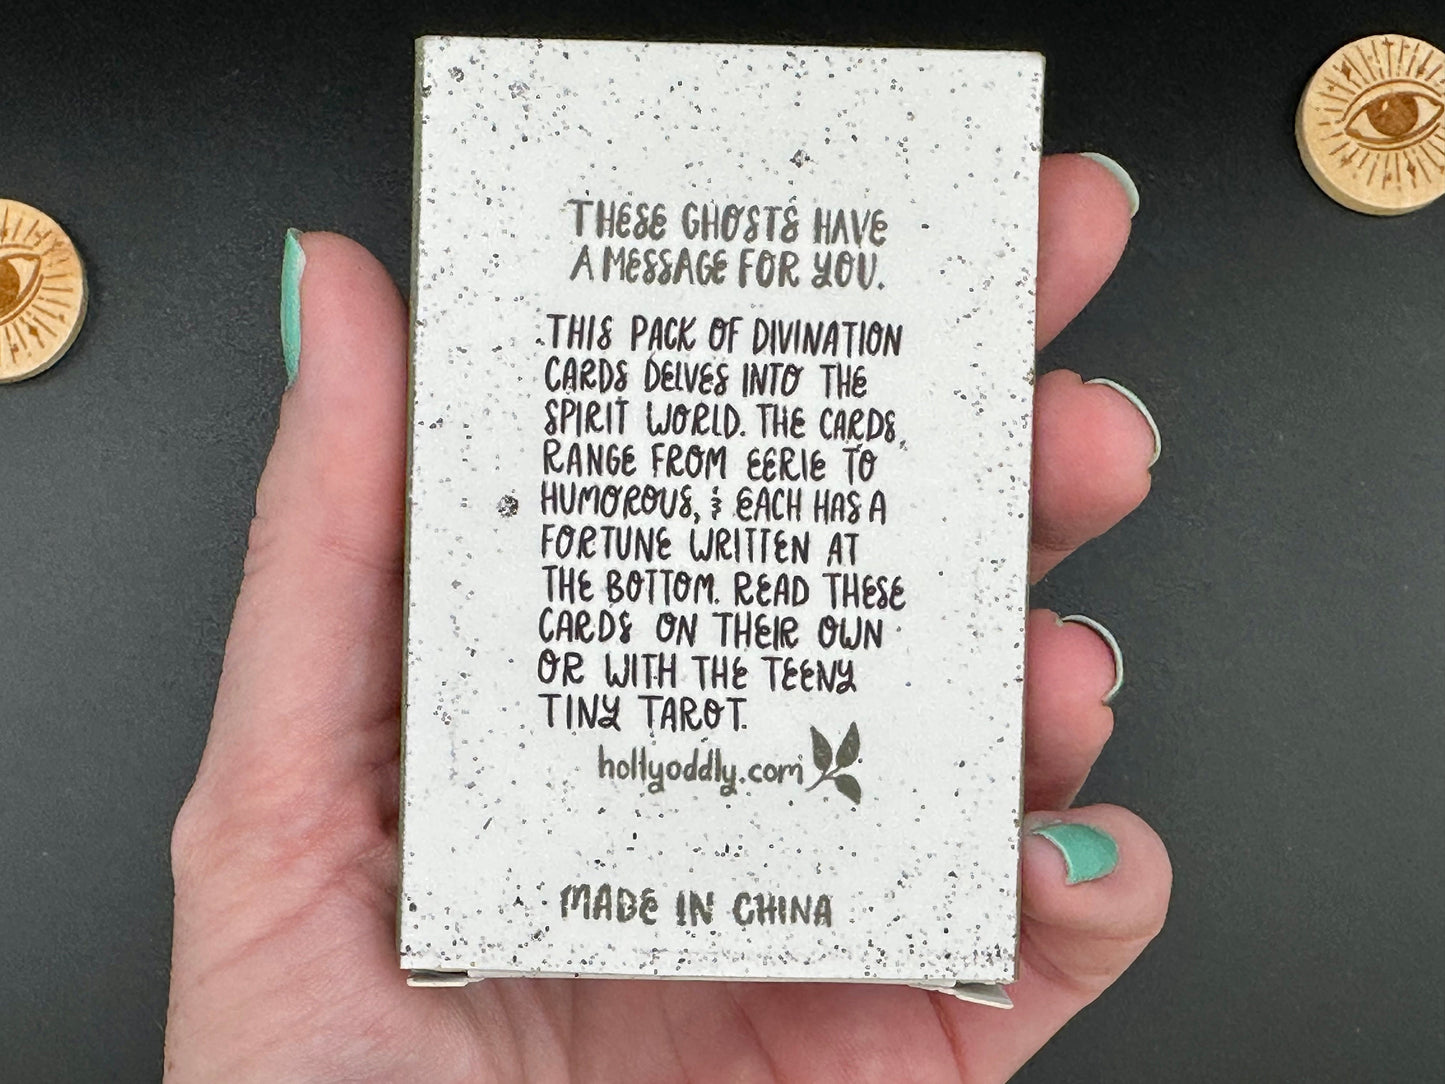 THESE GHOSTS HAVE
A MESSAGE FOR YOU.
THIS PACK OF DIVINATION
CARDS DELVES INTO THE
SPIRIT WORLD. THE CARDS
RANGE FROM EERIE TO
HUMOROUS, & EACH HAS A
FORTUNE WRITTEN AT
THE BOTTOM. READ THESE
CARDS ON THEIR OWN
OR WITH THE TEENY
TINY TAROT.
hollyoddly.com
MADE IN CHINA